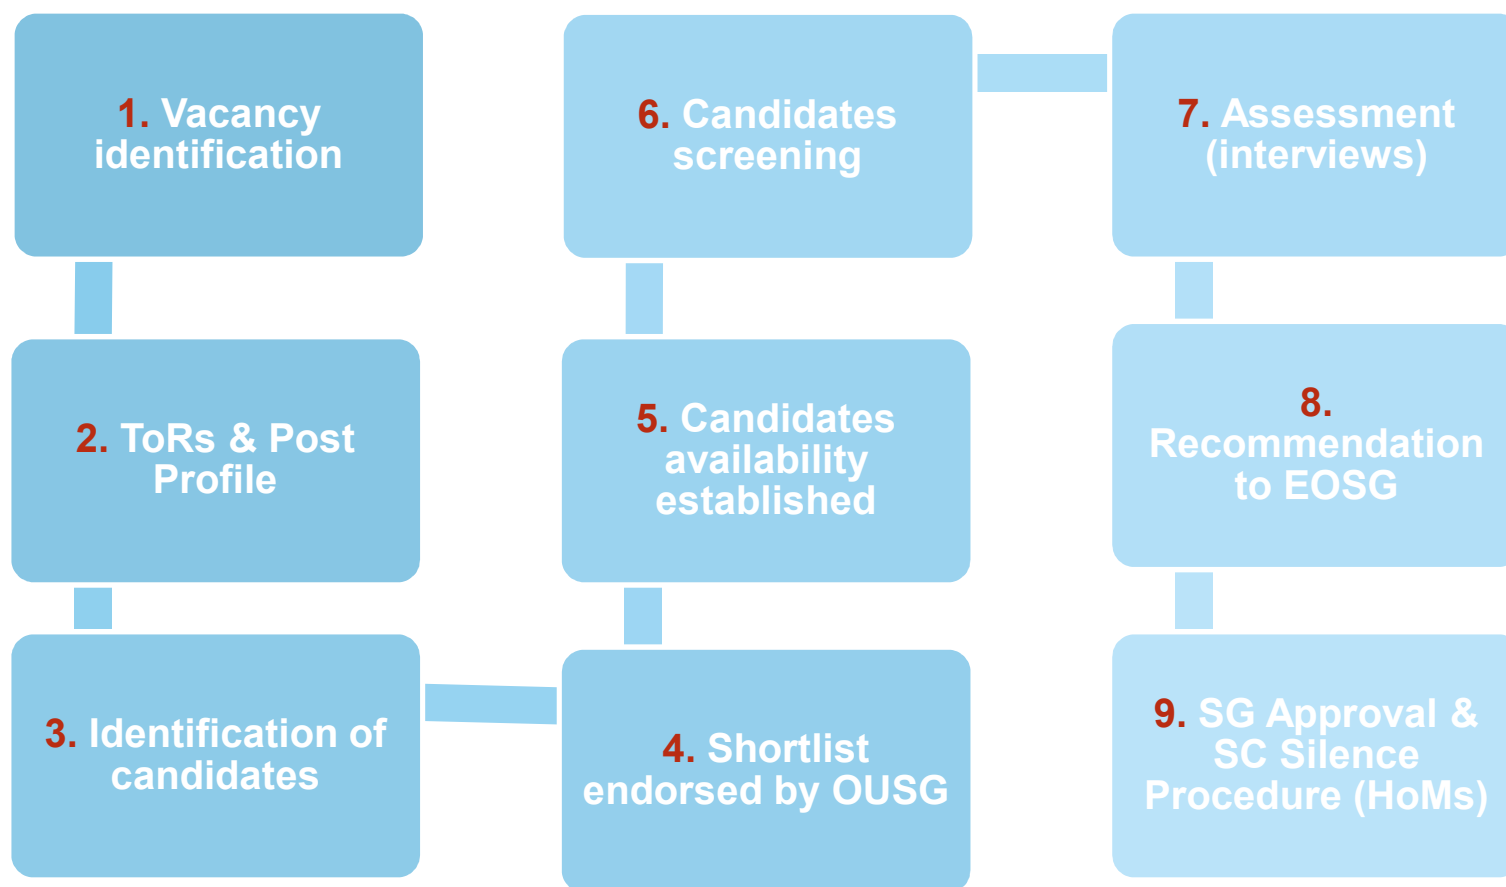 1. Vacancy
identification
2. ToRs & Post
Profile
3. Identification of
candidates
4. Shortlist
endorsed by OUSG
5. Candidates
availability
established
6. Candidates
screening
7. Assessment
(interviews)
8.
Recommendation
to EOSG
9. SG Approval &
SC Silence
Procedure (HoMs)